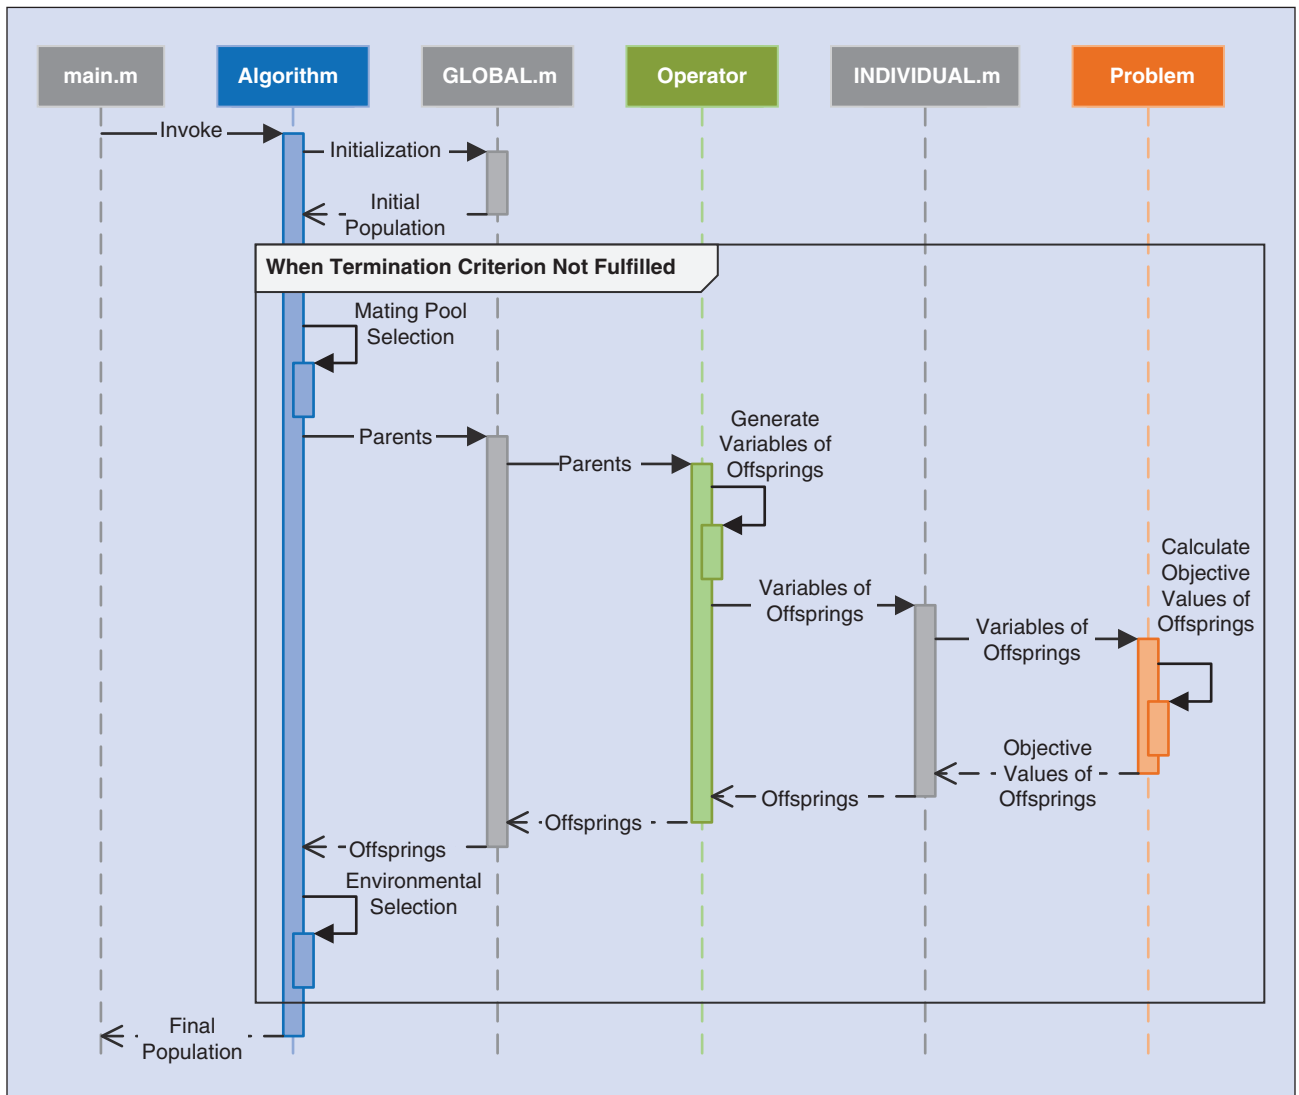 main.m
Algorithm
GLOBAL.m
Operator
INDIVIDUAL.m
Problem
Invoke
Initialization
Initial
Population
When Termination Criterion Not Fulfilled
Mating Pool
Selection
Parents
Parents
Generate
Variables of
Offsprings
Variables of
Offsprings
Calculate
Objective
Values of
Offsprings
Variables of
Offsprings
Objective
Values of
Offsprings
Offsprings
Offsprings
Offsprings
Environmental
Selection
Final
Population